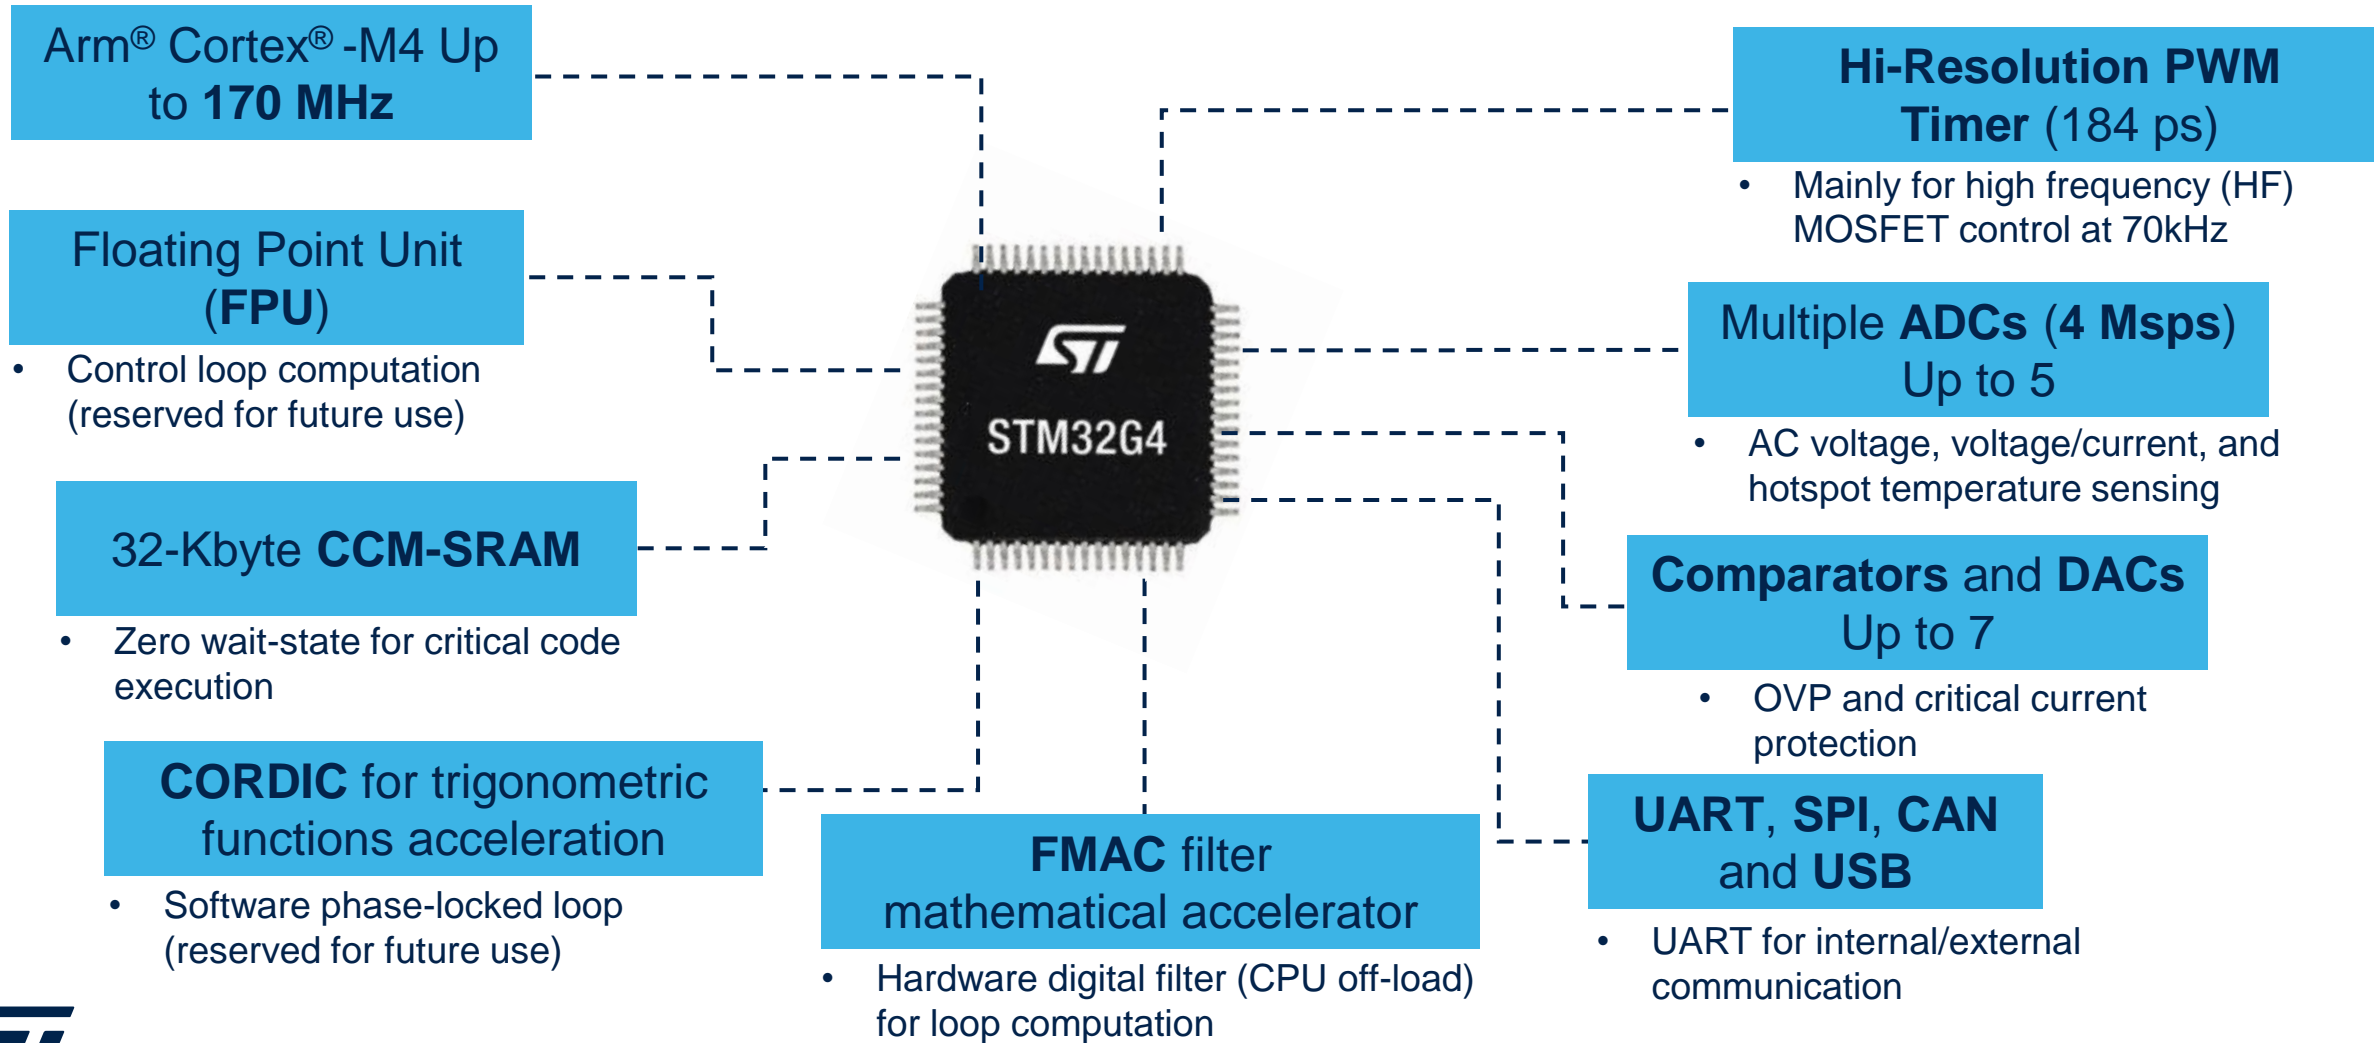 Arm® Cortex® -M4 Up
to 170 MHz
Floating Point Unit
(FPU)
• Control loop computation
(reserved for future use)
32-Kbyte CCM-SRAM
• Zero wait-state for critical code
execution
CORDIC for trigonometric
functions acceleration
• Software phase-locked loop
(reserved for future use)
ST
STM32G4
FMAC filter
mathematical accelerator
• Hardware digital filter (CPU off-load)
for loop computation
Hi-Resolution PWM
Timer (184 ps)
• Mainly for high frequency (HF)
MOSFET control at 70kHz
Multiple ADCs (4 Msps)
Up to 5
• AC voltage, voltage/current, and
hotspot temperature sensing
Comparators and DACs
Up to 7
• OVP and critical current
protection
UART, SPI, CAN
and USB
• UART for internal/external
communication